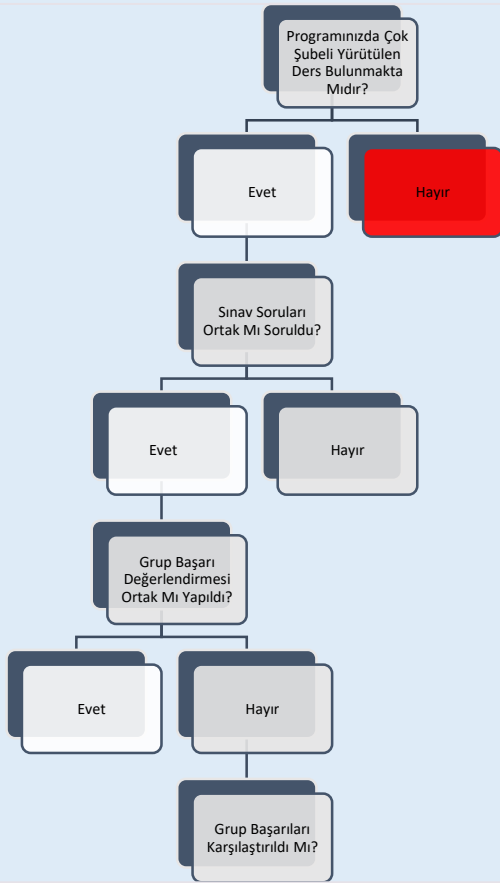 Programınızda Çok
Şubeli Yürütülen
Ders Bulunmakta
Mıdır?
Evet
Hayır
Sınav Soruları
Ortak Mı Soruldu?
Evet
Hayır
Grup Başarı
Değerlendirmesi
Ortak Mı Yapıldı?
Evet
Hayır
Grup Başarıları
Karşılaştırıldı Mı?